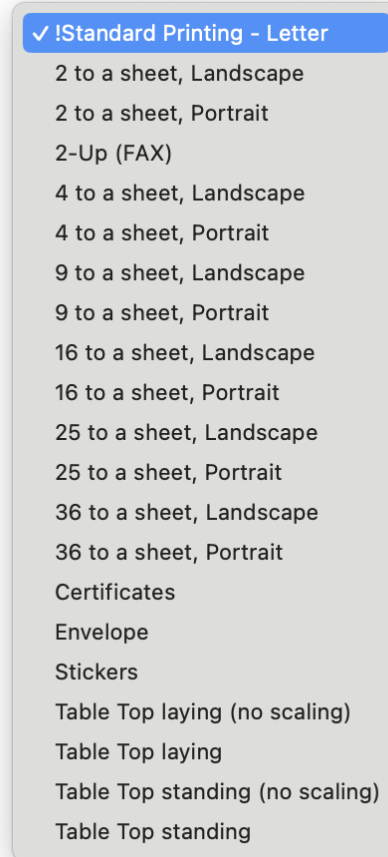 ✓ !Standard Printing - Letter
2 to a sheet, Landscape
2 to a sheet, Portrait
2-Up (FAX)
4 to a sheet, Landscape
4 to a sheet, Portrait
9 to a sheet, Landscape
9 to a sheet, Portrait
16 to a sheet, Landscape
16 to a sheet, Portrait
25 to a sheet, Landscape
25 to a sheet, Portrait
36 to a sheet, Landscape
36 to a sheet, Portrait
Certificates
Envelope
Stickers
Table Top laying (no scaling)
Table Top laying
Table Top standing (no scaling)
Table Top standing